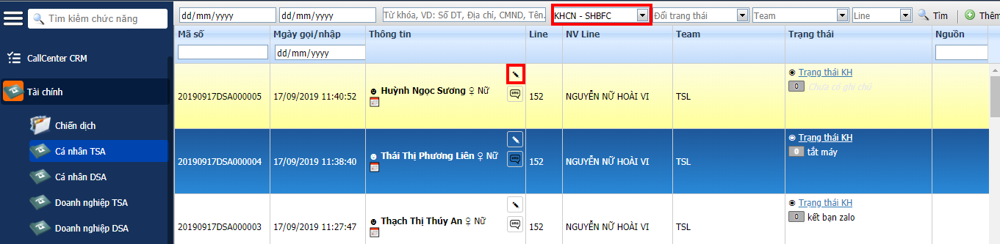 Tìm kiếm chức năng
dd/mm/yyyy dd/mm/yyyy Từ khóa, VD: Số DT, Địa chỉ, CMND, Tên. KHCN - SHBFC Đổi trang thái Team Line Tìm Thêm
Mã số Mgày gọi/nhập Thông tin Line NV Line Team Trạng thái Nguồn
dd/mm/yyyy
CallCenter CRM
Tài chính
Chiến dịch
Cá nhân TSA
Cá nhân DSA
Doanh nghiệp TSA
Doanh nghiệp DSA
Trạng thái KH
20190917DSA000005 17/09/2019 11:40:52 Huỳnh Ngọc Sương ♀ Nữ 152 NGUYỄN NỮ HOÀI VI TSL
0 Chưa có ghi chú
SMS
Trạng thái KH
20190917DSA000004 17/09/2019 11:38:40 Thái Thị Phương Liên ♀ Nữ 152 NGUYỄN NỮ HOÀI VI TSL
0 tắt máy
SMS
Trạng thái KH
20190917DSA000003 17/09/2019 11:27:47 Thạch Thị Thúy An ♀ Nữ 152 NGUYỄN NỮ HOÀI VI TSL
0 kết bạn zalo
SMS